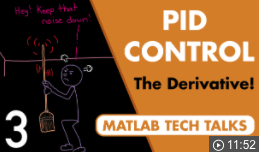 Hey! Keep that
noise down!
PID
CONTROL
The Derivative!
3
MATLAB TECH TALKS
11:52